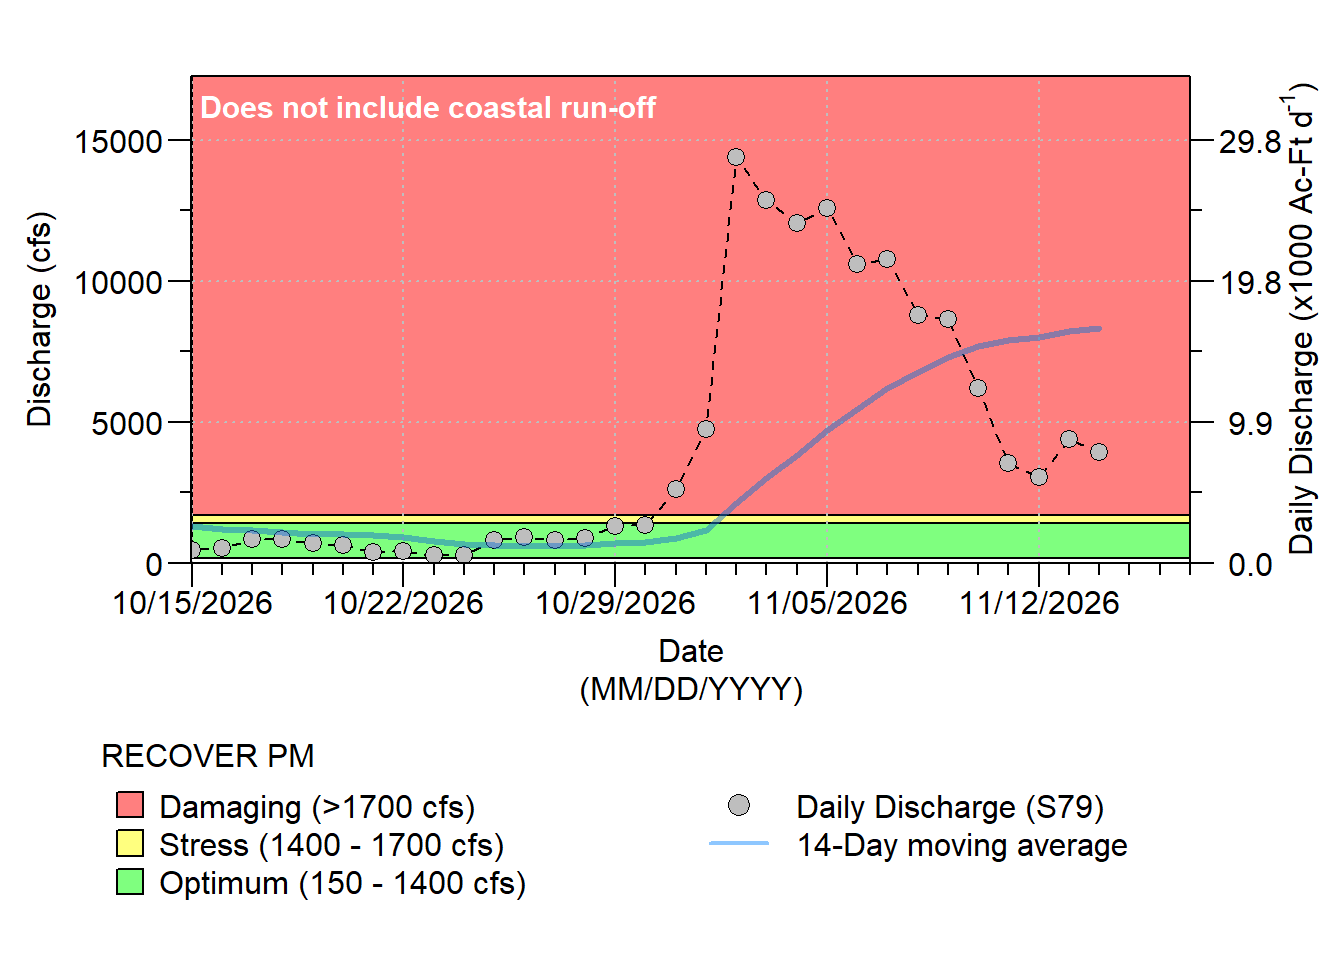 Does not include coastal run-off
15000
10000
5000
0
Discharge (cfs)
29.8
19.8
9.9
0.0
Daily Discharge (x1000 Ac-Ft d-1)
10/15/2026 10/22/2026 10/29/2026 11/05/2026 11/12/2026
Date
(MM/DD/YYYY)
RECOVER PM
Damaging (>1700 cfs)
Stress (1400 - 1700 cfs)
Optimum (150 - 1400 cfs)
Daily Discharge (S79)
14-Day moving average